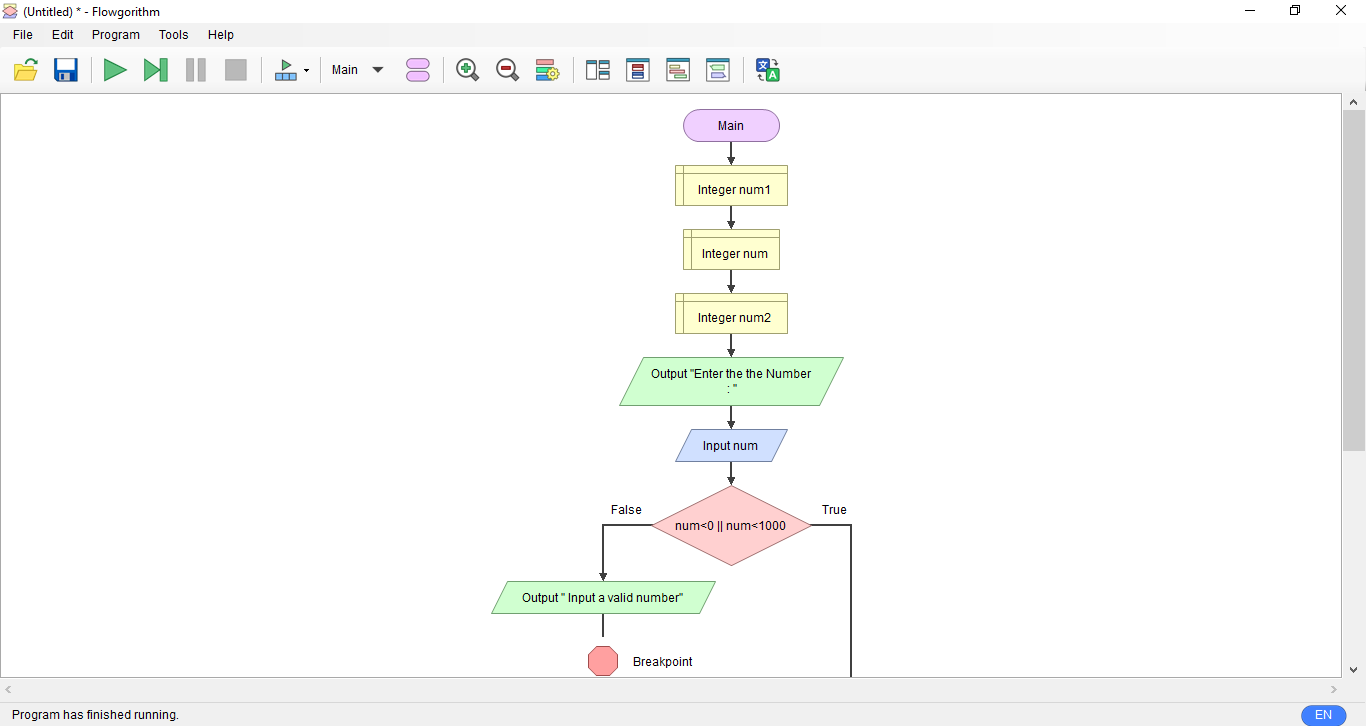 (Untitled) * - Flowgorithm
File Edit Program Tools Help
Main
Main
Integer num1
Integer num
Integer num2
Output "Enter the the Number
: "
Input num
False
True
num<0 || num<1000
Output " Input a valid number"
Breakpoint
Program has finished running.
EN